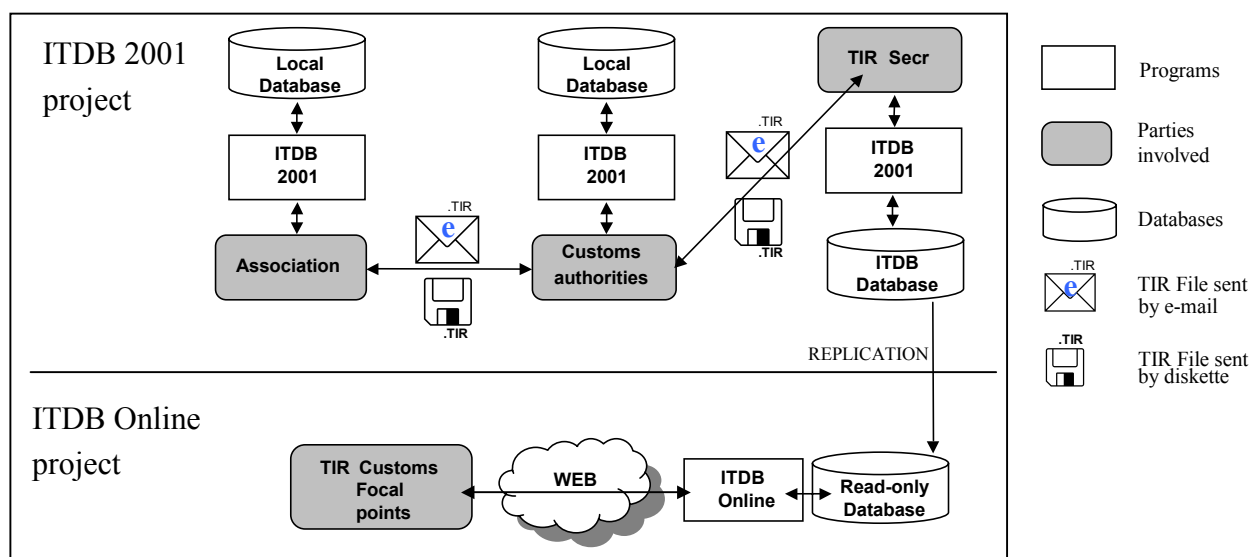 ITDB 2001
project
Local
Database
ITDB
2001
Association
.TIR
e
.TIR
Local
Database
ITDB
2001
Customs
authorities
.TIR
e
.TIR
TIR Secr
ITDB
2001
ITDB
Database
REPLICATION
ITDB Online
project
TIR Customs
Focal
points
WEB
ITDB
Online
Read-only
Database
Programs
Parties
involved
Databases
.TIR
e
TIR File sent
by e-mail
.TIR
TIR File sent
by diskette